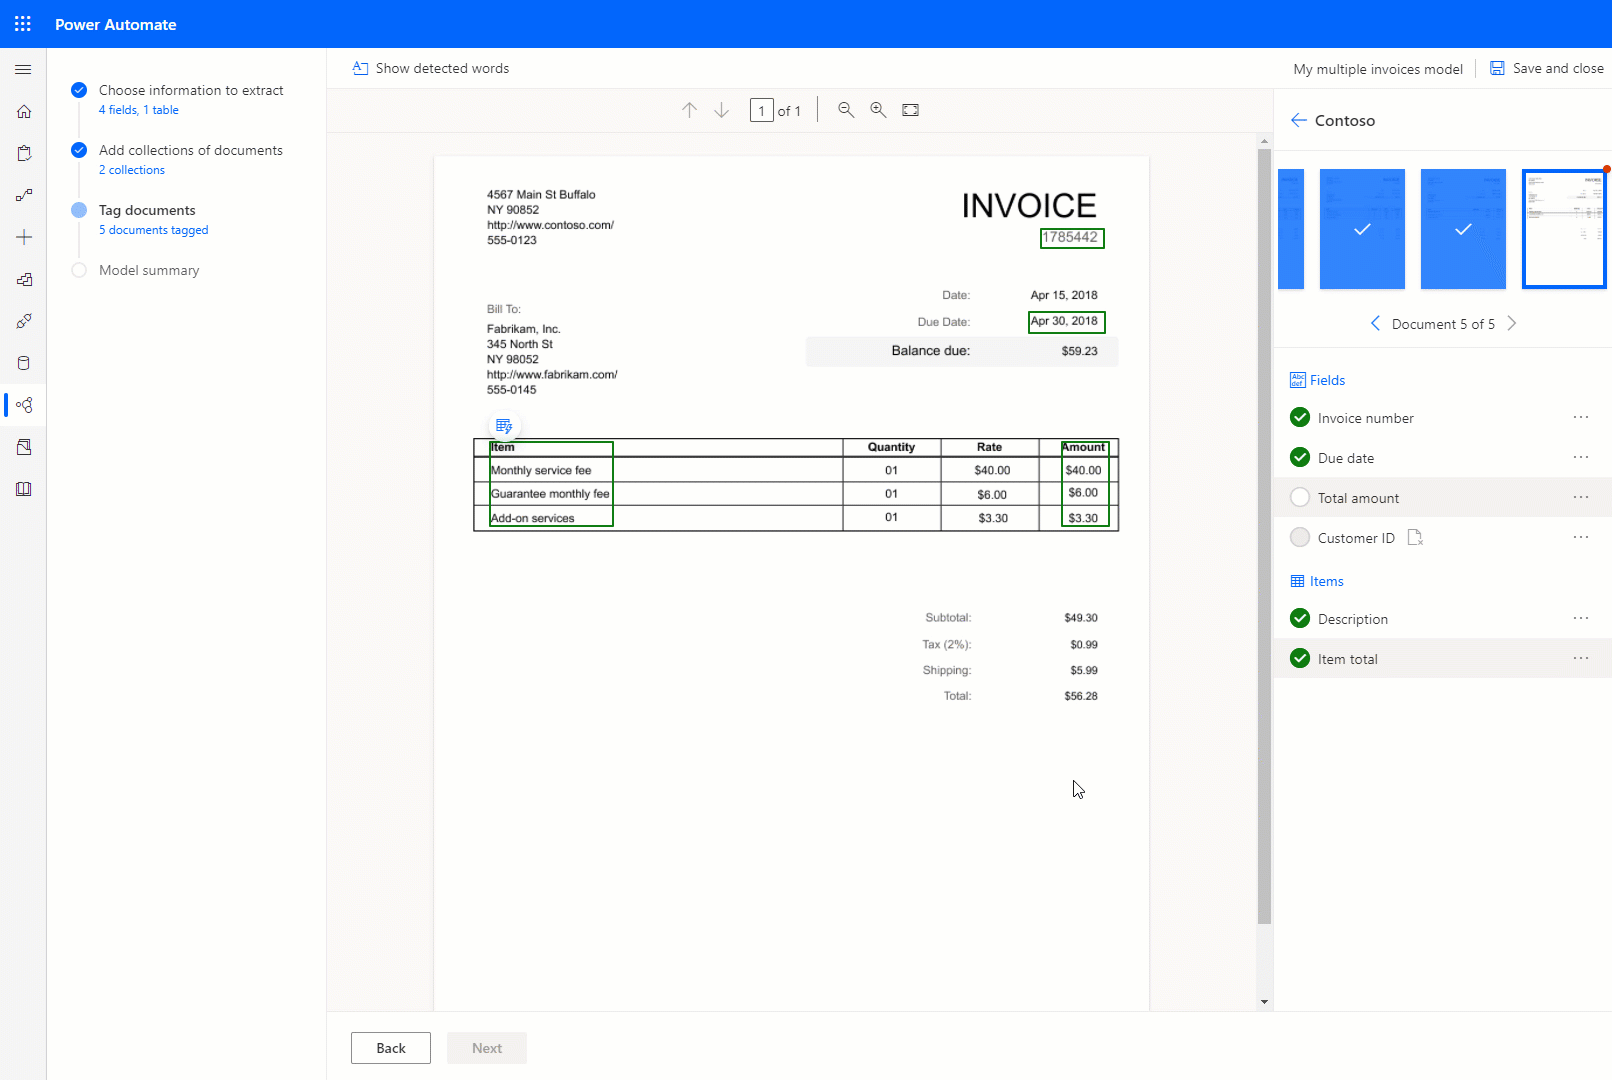 Power Automate
Choose information to extract
4 fields, 1 table
Add collections of documents
2 collections
Tag documents
5 documents tagged
Model summary
Show detected words
My multiple invoices model
Save and close
1 of 1
4567 Main St Buffalo
NY 90852
http://www.contoso.com/
555-0123
INVOICE
1785442
Date: Apr 15, 2018
Due Date: Apr 30, 2018
Balance due: $59.23
Bill To:
Fabrikam, Inc.
345 North St
NY 98052
http://www.fabrikam.com/
555-0145
Item Quantity Rate Amount
Monthly service fee 01 $40.00 $40.00
Guarantee monthly fee 01 $6.00 $6.00
Add-on services 01 $3.30 $3.30
Subtotal: $49.30
Tax (2%): $0.99
Shipping: $5.99
Total: $56.28
Contoso
Document 5 of 5
Fields
Invoice number
Due date
Total amount
Customer ID
Items
Description
Item total
Back
Next